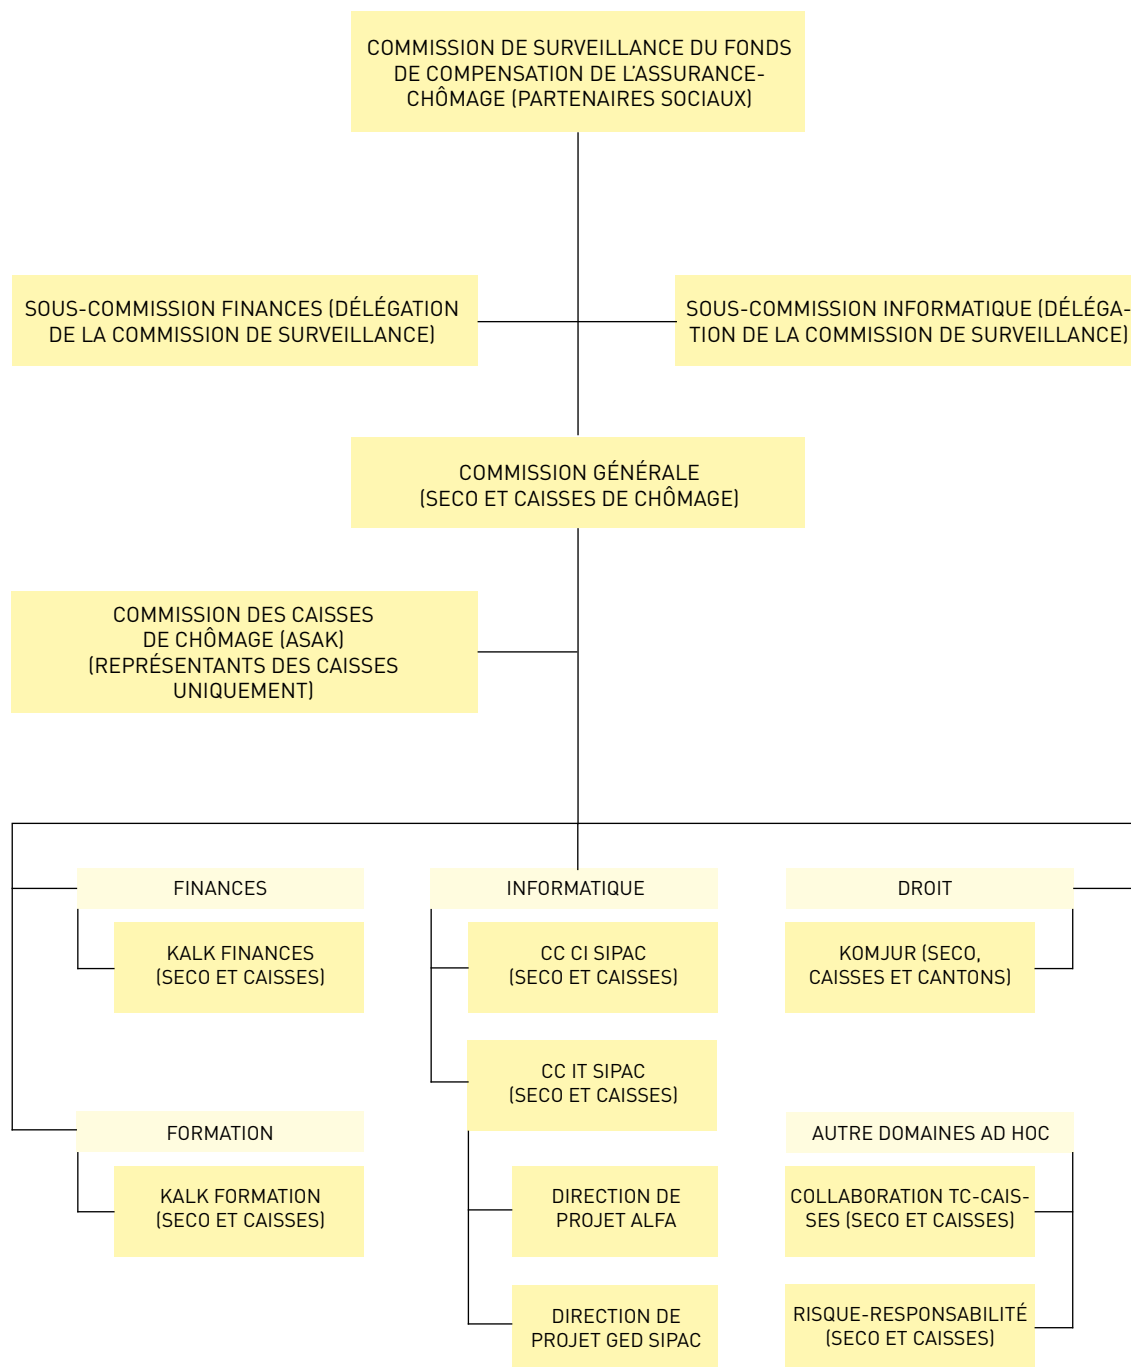 COMMISSION DE SURVEILLANCE DU FONDS
DE COMPENSATION DE L'ASSURANCE-
CHÔMAGE (PARTENAIRES SOCIAUX)
SOUS-COMMISSION FINANCES (DÉLÉGATION
DE LA COMMISSION DE SURVEILLANCE)
SOUS-COMMISSION INFORMATIQUE (DÉLÉGA-
TION DE LA COMMISSION DE SURVEILLANCE)
COMMISSION GÉNÉRALE
(SECO ET CAISSES DE CHÔMAGE)
COMMISSION DES CAISSES
DE CHÔMAGE (ASAK)
(REPRÉSENTANTS DES CAISSES
UNIQUEMENT)
FINANCES
KALK FINANCES
(SECO ET CAISSES)
FORMATION
KALK FORMATION
(SECO ET CAISSES)
INFORMATIQUE
CC CI SIPAC
(SECO ET CAISSES)
CC IT SIPAC
(SECO ET CAISSES)
DIRECTION DE
PROJET ALFA
DIRECTION DE
PROJET GED SIPAC
DROIT
KOMJUR (SECO,
CAISSES ET CANTONS)
AUTRE DOMAINES AD HOC
COLLABORATION TC-CAIS-
SES (SECO ET CAISSES)
RISQUE-RESPONSABILITÉ
(SECO ET CAISSES)